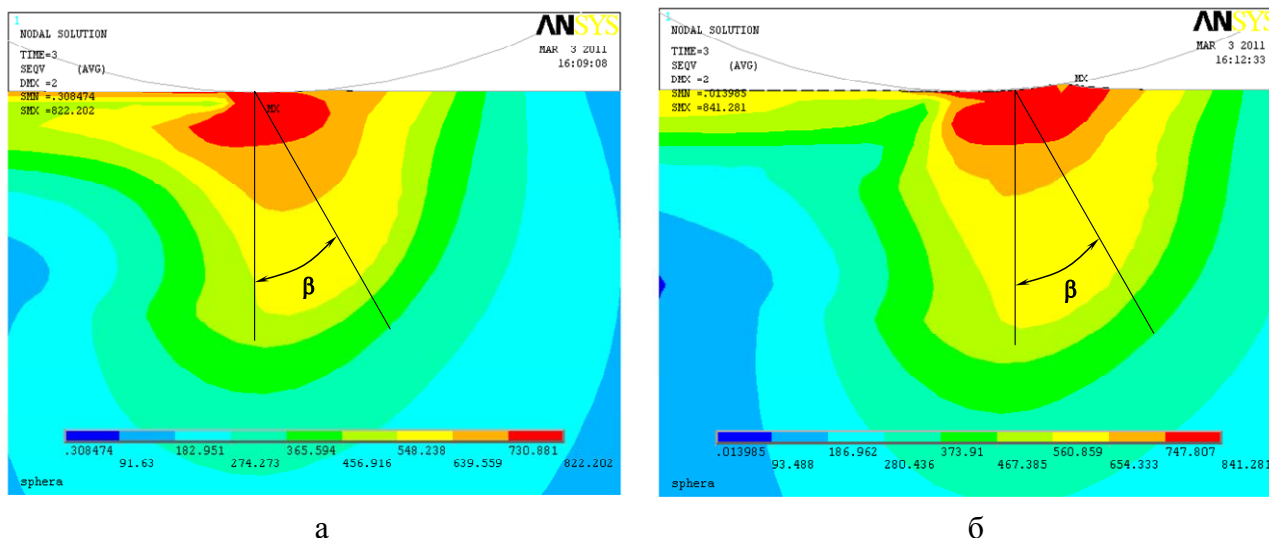 1
ANSYS
NODAL SOLUTION
MAR 3 2011
16:09:08
TIME=3
SEQV (AVG)
DMX =2
SMN =.308474
SMX =822.202
MX
β
.308474 182.951 365.594 548.238 730.881
91.63 274.273 456.916 639.559 822.202
sphera
а
1
ANSYS
NODAL SOLUTION
MAR 3 2011
16:12:33
TIME=3
SEQV (AVG)
DMX =2
SMN =.013985
SMX =841.281
MX
β
.013985 186.962 373.91 560.859 747.807
93.488 280.436 467.385 654.333 841.281
sphera
б